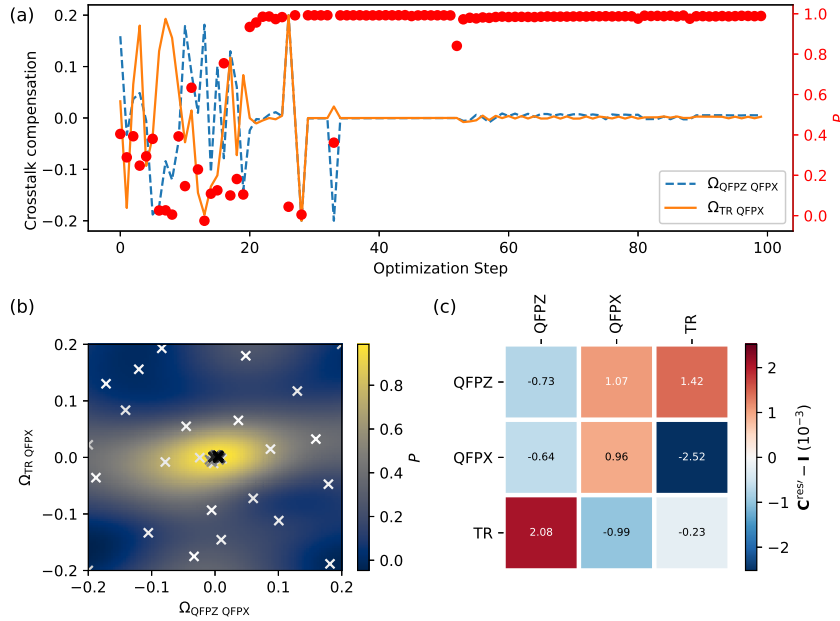 (a)
0.2
0.1
0.0
−0.1
−0.2
Crosstalk compensation
1.0
0.8
0.6
0.4
0.2
0.0
P
Ω_QFPZ QFPX
Ω_TR QFPX
0 20 40 60 80 100
Optimization Step
(b)
0.2
0.1
0.0
−0.1
−0.2
Ω_TR QFPX
−0.2 −0.1 0.0 0.1 0.2
Ω_QFPZ QFPX
0.8
0.6
0.4
0.2
0.0
P
(c)
QFPZ QFPX TR
QFPZ -0.73 1.07 1.42
QFPX -0.64 0.96 -2.52
TR 2.08 -0.99 -0.23
2
1
0
−1
−2
C^res′ − I (10^−3)